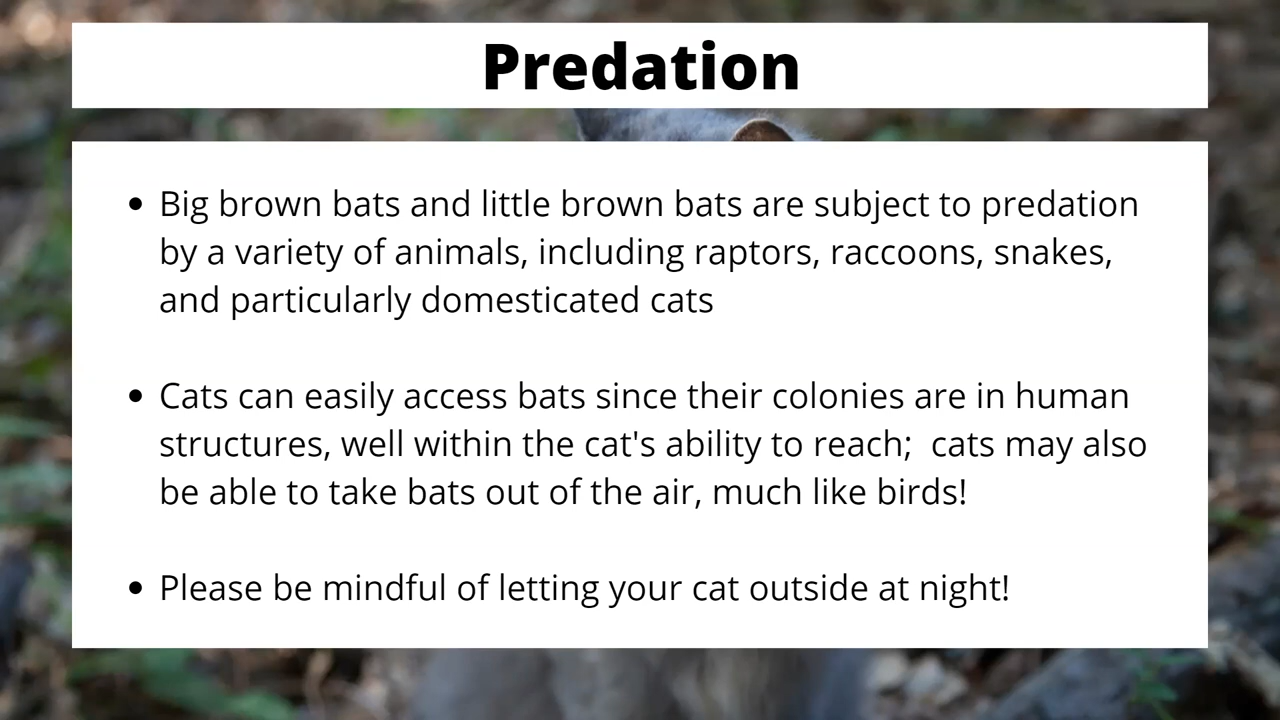 Predation
• Big brown bats and little brown bats are subject to predation
by a variety of animals, including raptors, raccoons, snakes,
and particularly domesticated cats
• Cats can easily access bats since their colonies are in human
structures, well within the cat's ability to reach;  cats may also
be able to take bats out of the air, much like birds!
• Please be mindful of letting your cat outside at night!